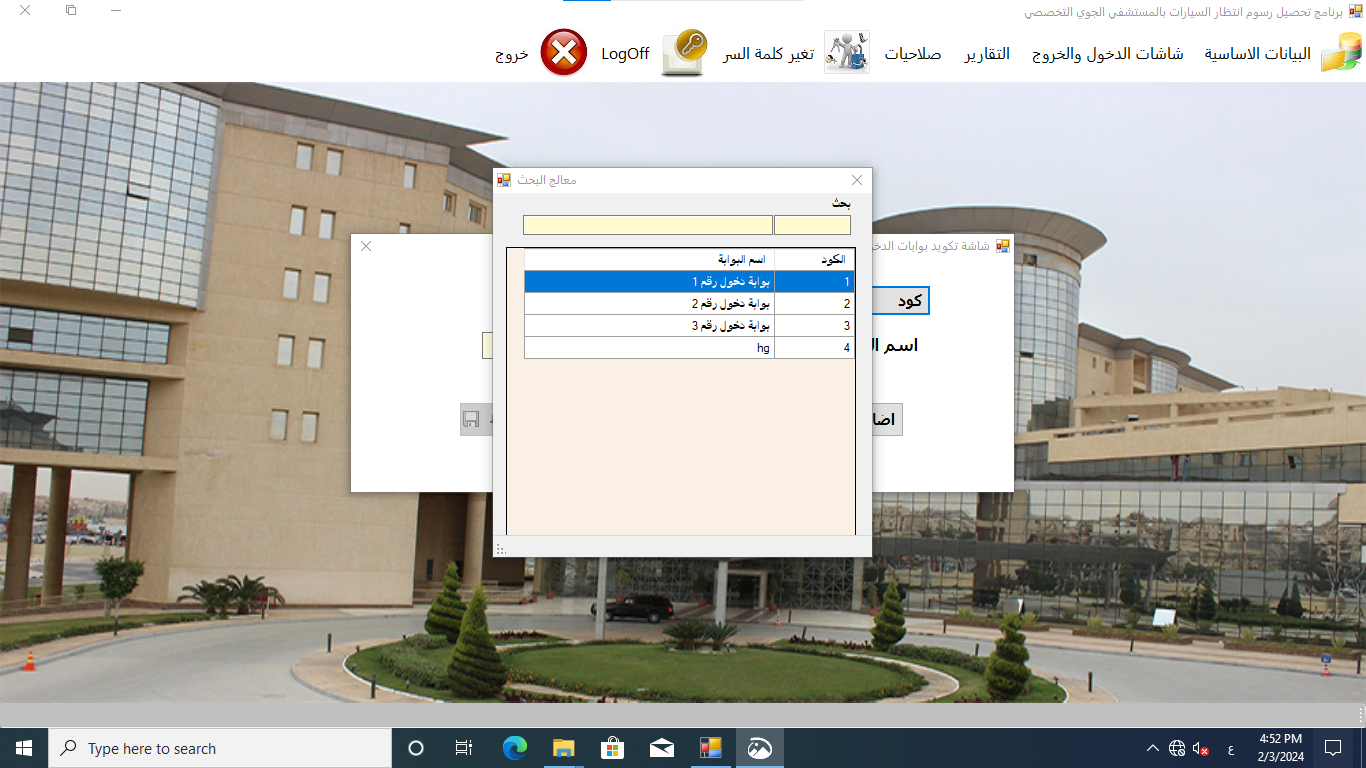 برنامج تحصيل رسوم انتظار السيارات بالمستشفي الجوي التخصصي
البيانات الاساسية
شاشات الدخول والخروج
التقارير
صلاحيات
تغير كلمة السر
LogOff
خروج
معالج البحث
بحث
الكود اسم البوابة
1 بوابة دخول رقم 1
2 بوابة دخول رقم 2
3 بوابة دخول رقم 3
4 hg
شاشة تكويد بوابات
كود
اسم
Type here to search
ع
4:52 PM
2/3/2024